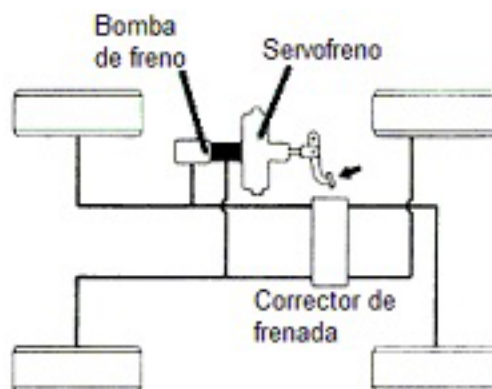 Bomba
de freno
Servofreno
Corrector de
frenada